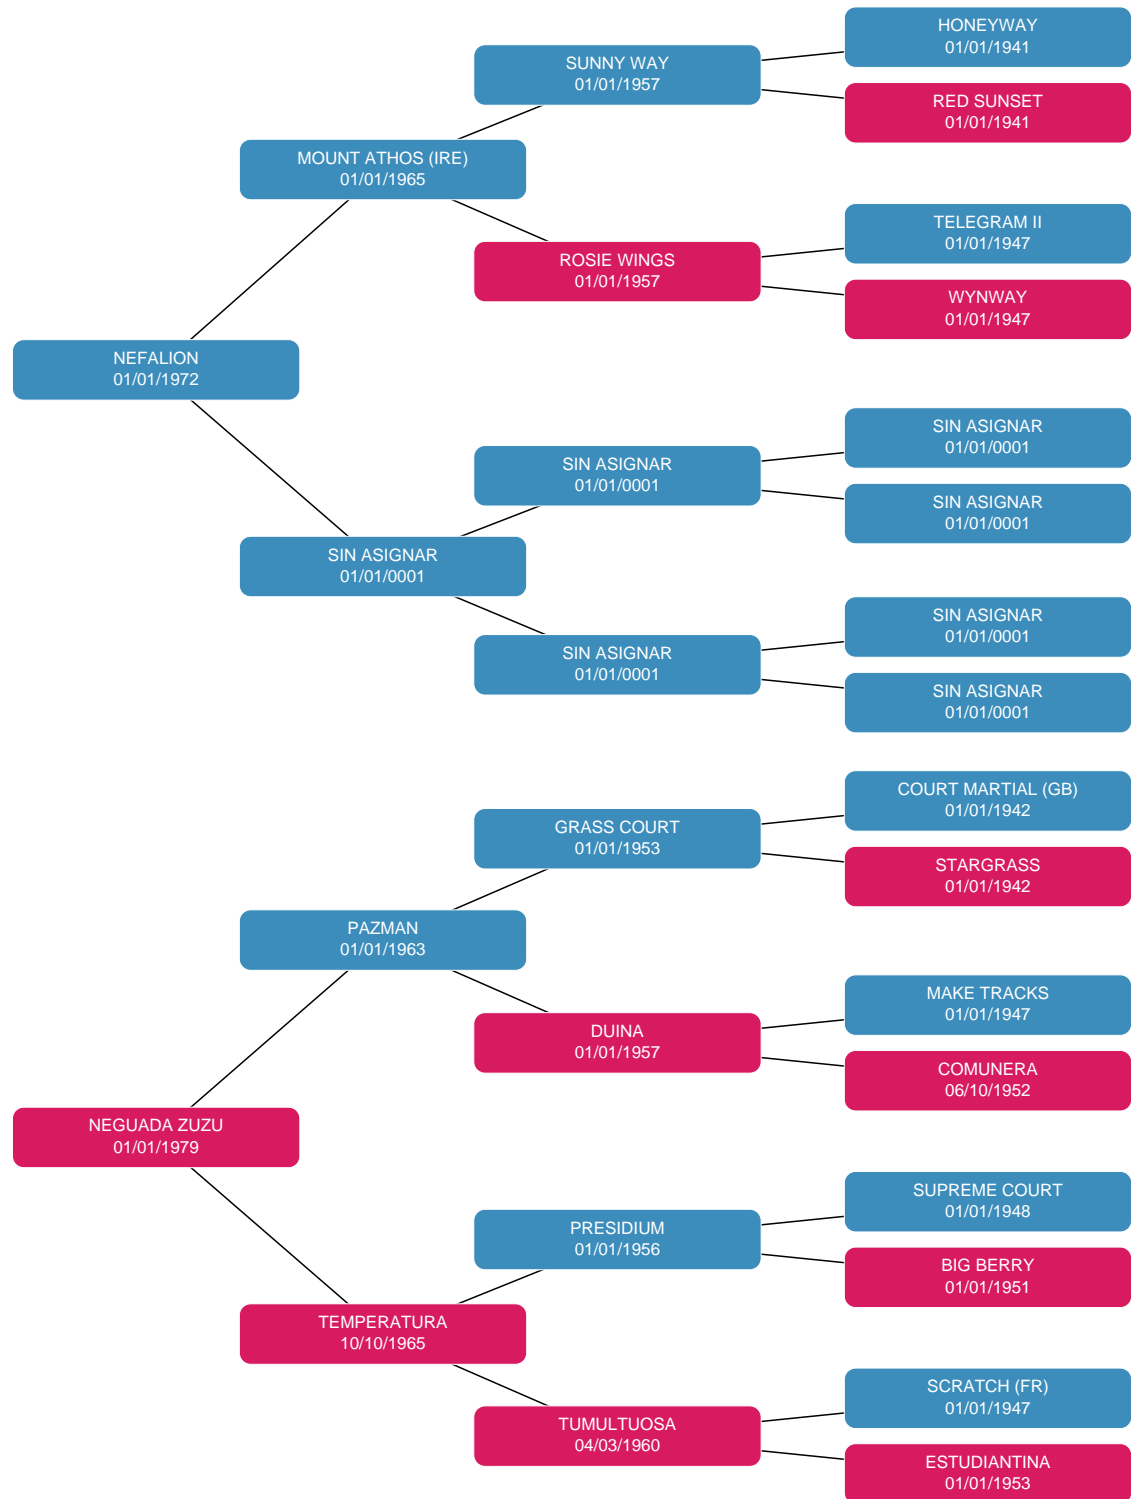 HONEYWAY
01/01/1941
SUNNY WAY
01/01/1957
RED SUNSET
01/01/1941
MOUNT ATHOS (IRE)
01/01/1965
TELEGRAM II
01/01/1947
ROSIE WINGS
01/01/1957
WYNWAY
01/01/1947
NEFALION
01/01/1972
SIN ASIGNAR
01/01/0001
SIN ASIGNAR
01/01/0001
SIN ASIGNAR
01/01/0001
SIN ASIGNAR
01/01/0001
SIN ASIGNAR
01/01/0001
SIN ASIGNAR
01/01/0001
SIN ASIGNAR
01/01/0001
COURT MARTIAL (GB)
01/01/1942
GRASS COURT
01/01/1953
STARGRASS
01/01/1942
PAZMAN
01/01/1963
MAKE TRACKS
01/01/1947
DUINA
01/01/1957
COMUNERA
06/10/1952
NEGUADA ZUZU
01/01/1979
SUPREME COURT
01/01/1948
PRESIDIUM
01/01/1956
BIG BERRY
01/01/1951
TEMPERATURA
10/10/1965
SCRATCH (FR)
01/01/1947
TUMULTUOSA
04/03/1960
ESTUDIANTINA
01/01/1953